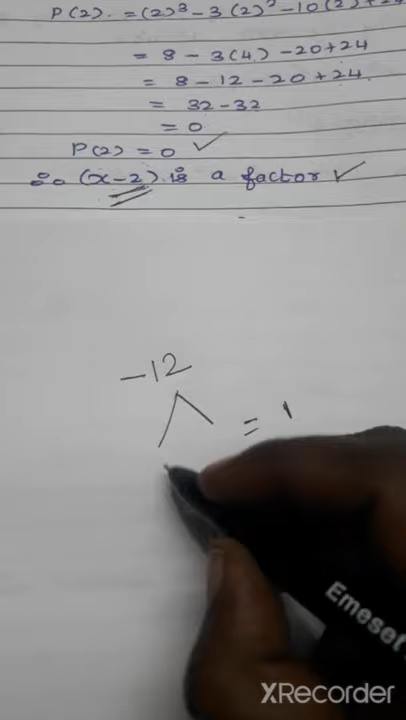 P(2) = (2)³ - 3(2)² - 10(2) + 24
= 8 - 3(4) - 20 + 24
= 8 - 12 - 20 + 24
= 32 - 32
= 0
P(2) = 0 ✓
∴ (x-2) is a factor ✓
-12
= 1
Emeset
XRecorder